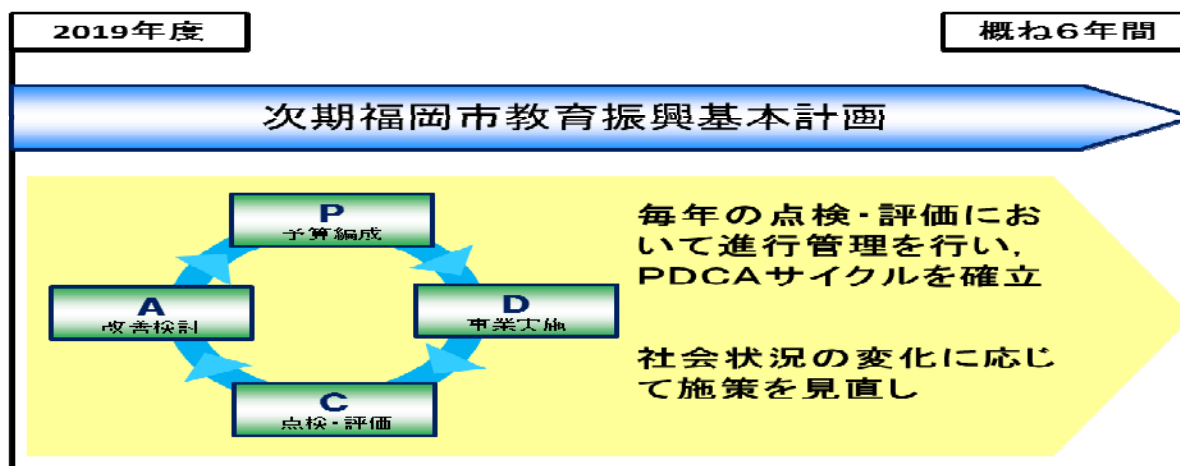 2019年度
概ね6年間
次期福岡市教育振興基本計画
P
予算編成
A
改善検討
D
事業実施
C
点検・評価
毎年の点検・評価にお
いて進行管理を行い，
PDCAサイクルを確立
社会状況の変化に応じ
て施策を見直し